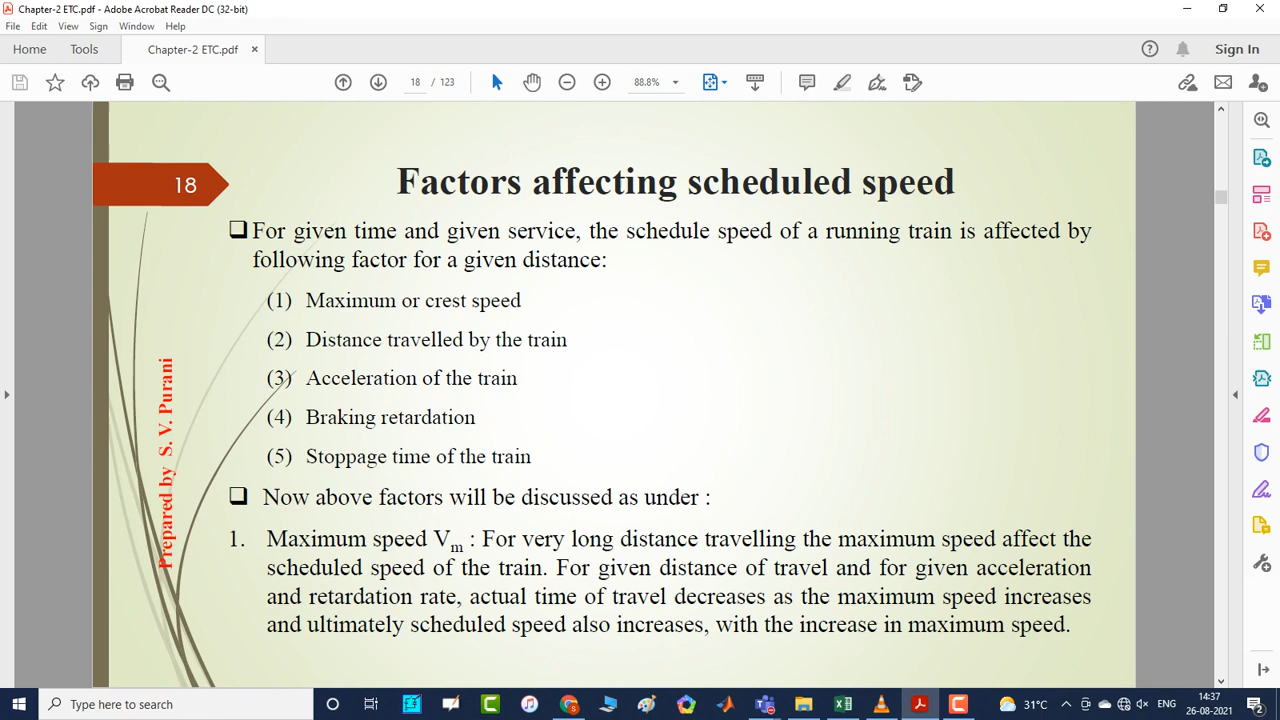 Chapter-2 ETC.pdf - Adobe Acrobat Reader DC (32-bit)
File Edit View Sign Window Help
Home Tools Chapter-2 ETC.pdf × Sign In
18 / 123 88.8%
18
Factors affecting scheduled speed
For given time and given service, the schedule speed of a running train is affected by
following factor for a given distance:
(1) Maximum or crest speed
(2) Distance travelled by the train
(3) Acceleration of the train
(4) Braking retardation
(5) Stoppage time of the train
Now above factors will be discussed as under :
1. Maximum speed Vm : For very long distance travelling the maximum speed affect the
scheduled speed of the train. For given distance of travel and for given acceleration
and retardation rate, actual time of travel decreases as the maximum speed increases
and ultimately scheduled speed also increases, with the increase in maximum speed.
Prepared by S. V. Purani
Type here to search
31°C ENG
14:37
26-08-2021
2